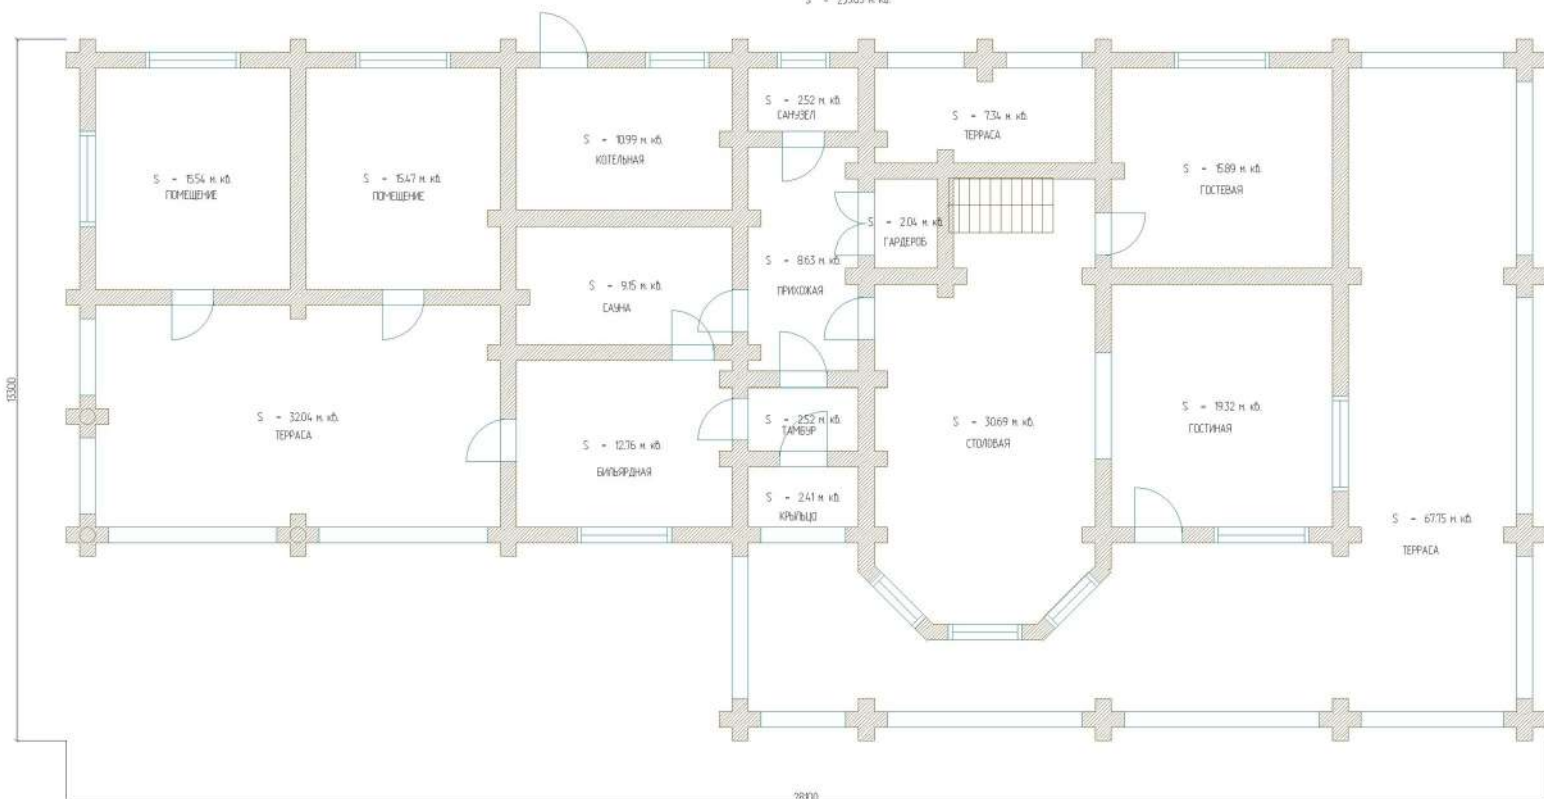 S = 2.52 м. кв.
САНУЗЕЛ
S = 7.34 м. кв.
ТЕРРАСА
S = 10.99 м. кв.
КОТЕЛЬНАЯ
S = 15.54 м. кв.
ПОМЕЩЕНИЕ
S = 15.47 м. кв.
ПОМЕЩЕНИЕ
S = 15.89 м. кв.
ГОСТЕВАЯ
S = 2.04 м. кв.
ГАРДЕРОБ
S = 8.63 м. кв.
ПРИХОЖАЯ
S = 9.15 м. кв.
САУНА
13300
S = 32.04 м. кв.
ТЕРРАСА
S = 12.76 м. кв.
БИЛЬЯРДНАЯ
S = 2.52 м. кв.
ТАМБУР
S = 30.69 м. кв.
СТОЛОВАЯ
S = 19.32 м. кв.
ГОСТИНАЯ
S = 2.41 м. кв.
КРЫЛЬЦО
S = 67.75 м. кв.
ТЕРРАСА
28100